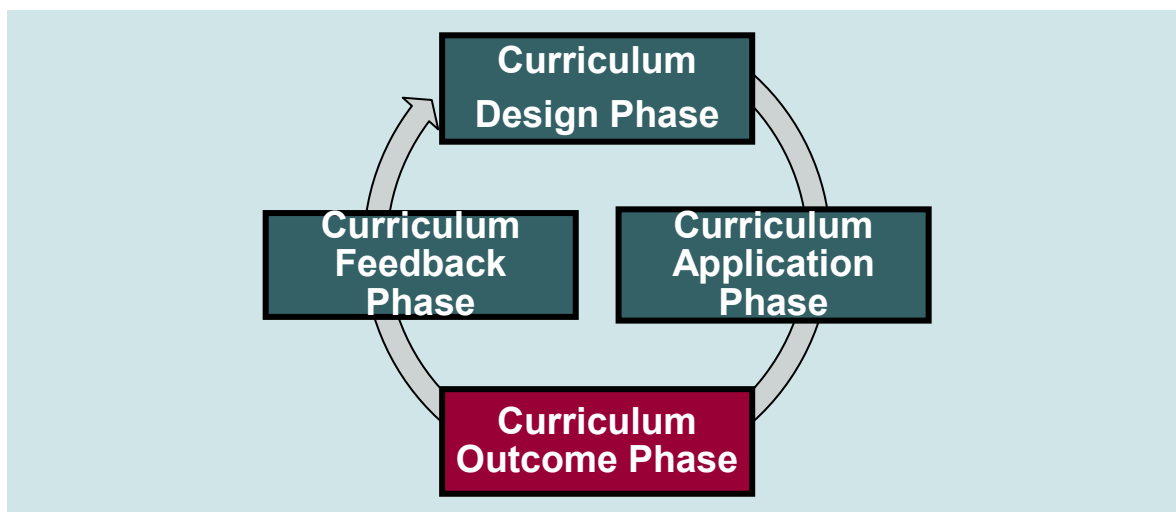 Curriculum
Design Phase
Curriculum
Feedback
Phase
Curriculum
Application
Phase
Curriculum
Outcome Phase